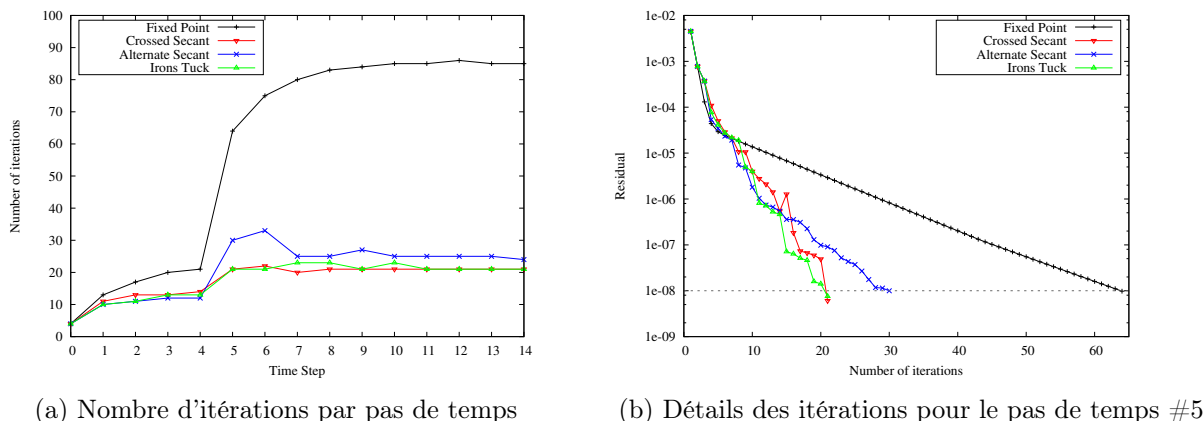 Number of iterations
100
90
80
70
60
50
40
30
20
10
0
Fixed Point
Crossed Secant
Alternate Secant
Irons Tuck
0 1 2 3 4 5 6 7 8 9 10 11 12 13 14
Time Step
(a) Nombre d'itérations par pas de temps
Residual
1e-02
1e-03
1e-04
1e-05
1e-06
1e-07
1e-08
1e-09
Fixed Point
Crossed Secant
Alternate Secant
Irons Tuck
0 10 20 30 40 50 60
Number of iterations
(b) Détails des itérations pour le pas de temps #5